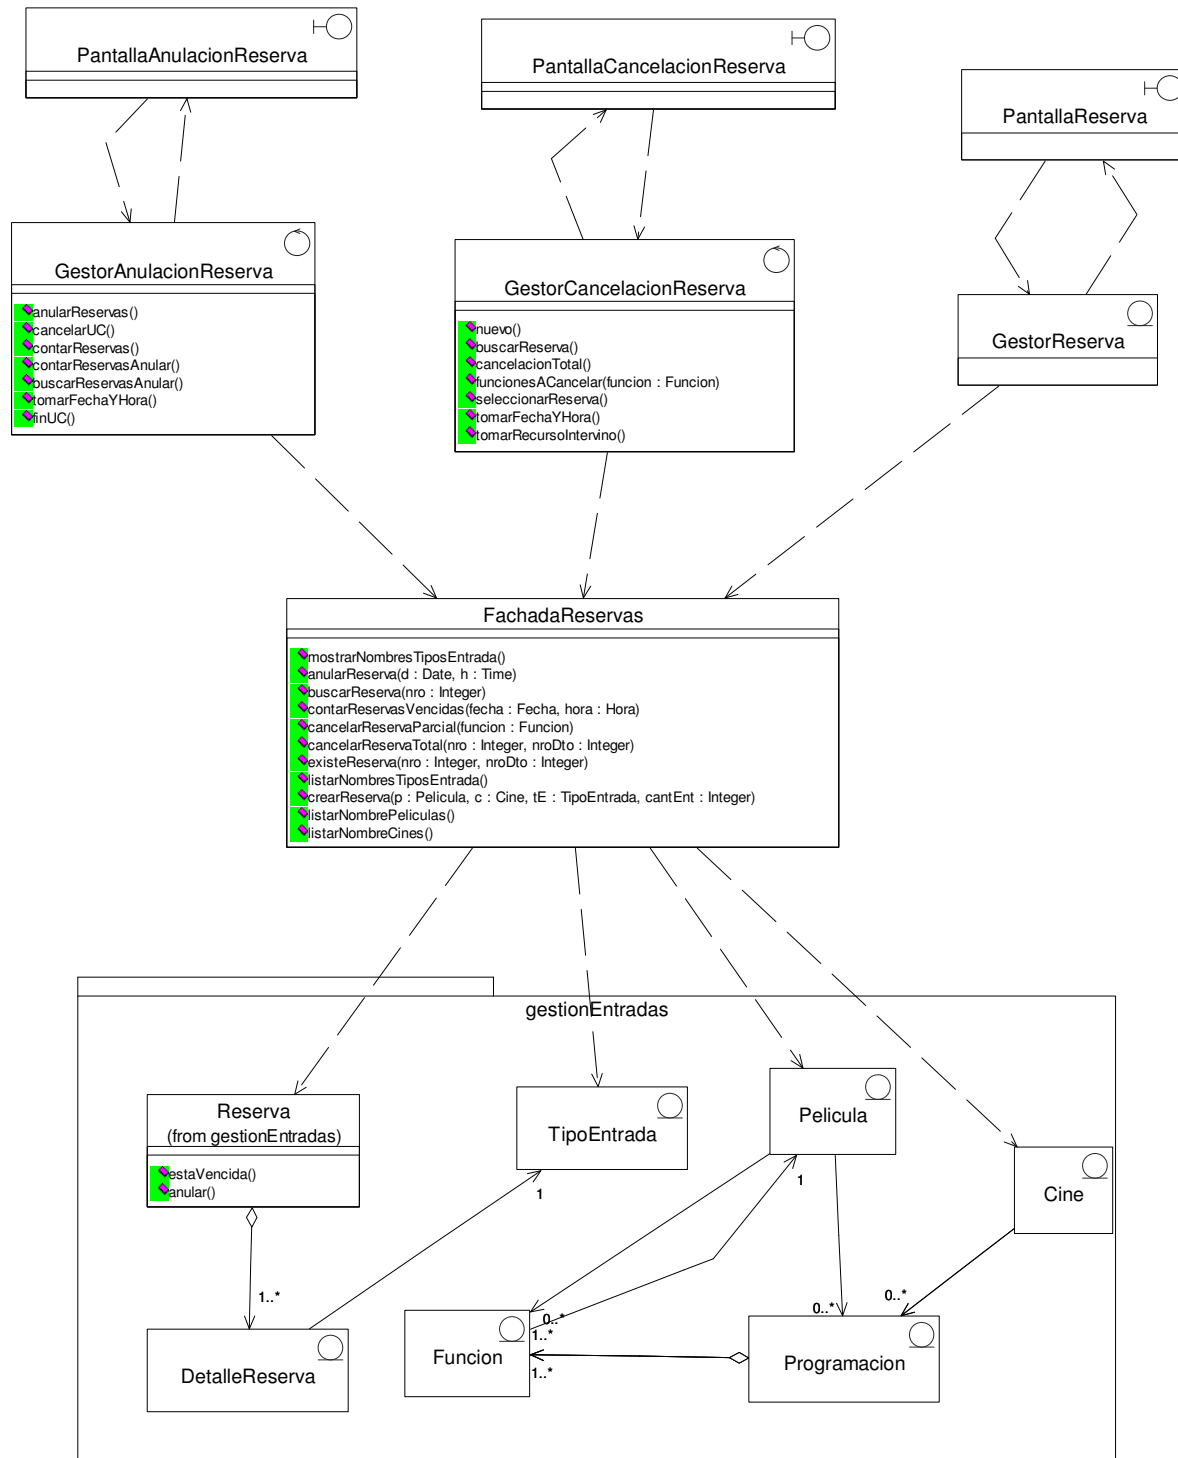 PantallaAnulacionReserva
PantallaCancelacionReserva
PantallaReserva
GestorAnulacionReserva
anularReservas()
cancelarUC()
contarReservas()
contarReservasAnular()
buscarReservasAnular()
tomarFechaYHora()
finUC()
GestorCancelacionReserva
nuevo()
buscarReserva()
cancelacionTotal()
funcionesACancelar(funcion : Funcion)
seleccionarReserva()
tomarFechaYHora()
tomarRecursoIntervino()
GestorReserva
FachadaReservas
mostrarNombresTiposEntrada()
anularReserva(d : Date, h : Time)
buscarReserva(nro : Integer)
contarReservasVencidas(fecha : Fecha, hora : Hora)
cancelarReservaParcial(funcion : Funcion)
cancelarReservaTotal(nro : Integer, nroDto : Integer)
existeReserva(nro : Integer, nroDto : Integer)
listarNombresTiposEntrada()
crearReserva(p : Pelicula, c : Cine, tE : TipoEntrada, cantEnt : Integer)
listarNombrePeliculas()
listarNombreCines()
gestionEntradas
Reserva
(from gestionEntradas)
estaVencida()
anular()
TipoEntrada
Pelicula
Cine
1
1
1..*
0..*
0..*
0..*
1..*
1..*
DetalleReserva
Funcion
Programacion